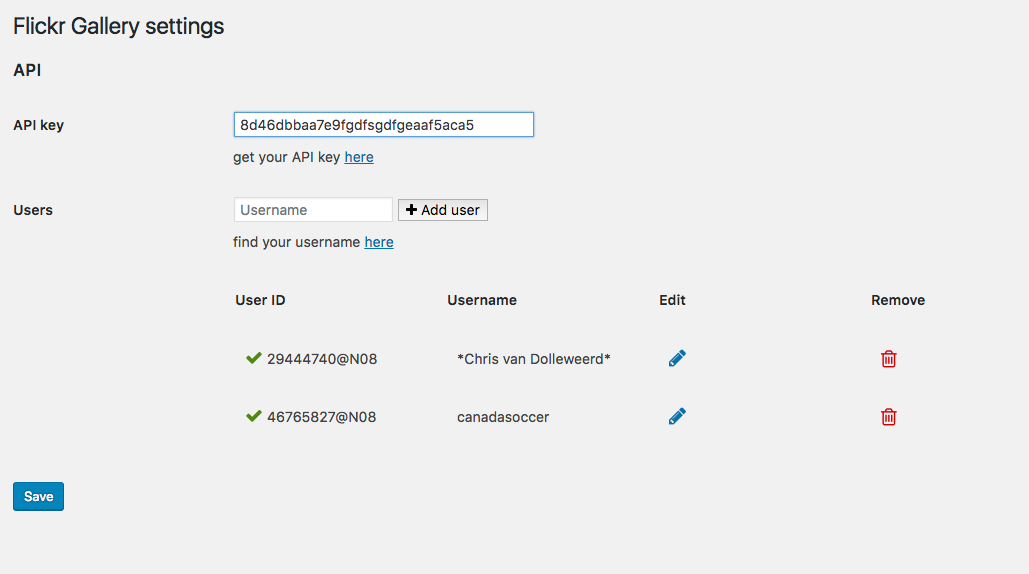 Flickr Gallery settings
API
API key 8d46dbbaa7e9fgdfsgdfgeaaf5aca5
get your API key here
Users Username Add user
find your username here
User ID Username Edit Remove
29444740@N08 *Chris van Dolleweerd*
46765827@N08 canadasoccer
Save